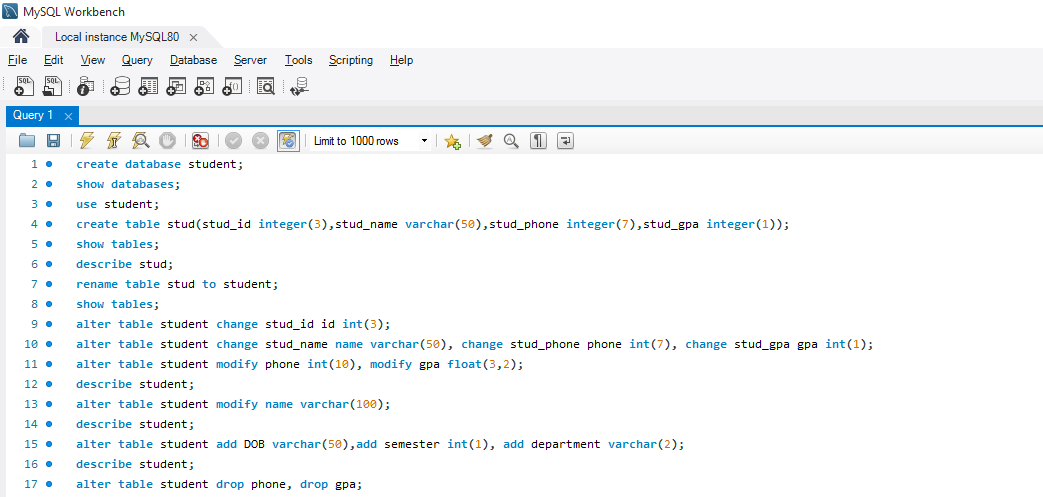 MySQL Workbench
Local instance MySQL80
File Edit View Query Database Server Tools Scripting Help
SQL SQL
Query 1
Limit to 1000 rows
1 create database student;
2 show databases;
3 use student;
4 create table stud(stud_id integer(3),stud_name varchar(50),stud_phone integer(7),stud_gpa integer(1));
5 show tables;
6 describe stud;
7 rename table stud to student;
8 show tables;
9 alter table student change stud_id id int(3);
10 alter table student change stud_name name varchar(50), change stud_phone phone int(7), change stud_gpa gpa int(1);
11 alter table student modify phone int(10), modify gpa float(3,2);
12 describe student;
13 alter table student modify name varchar(100);
14 describe student;
15 alter table student add DOB varchar(50),add semester int(1), add department varchar(2);
16 describe student;
17 alter table student drop phone, drop gpa;